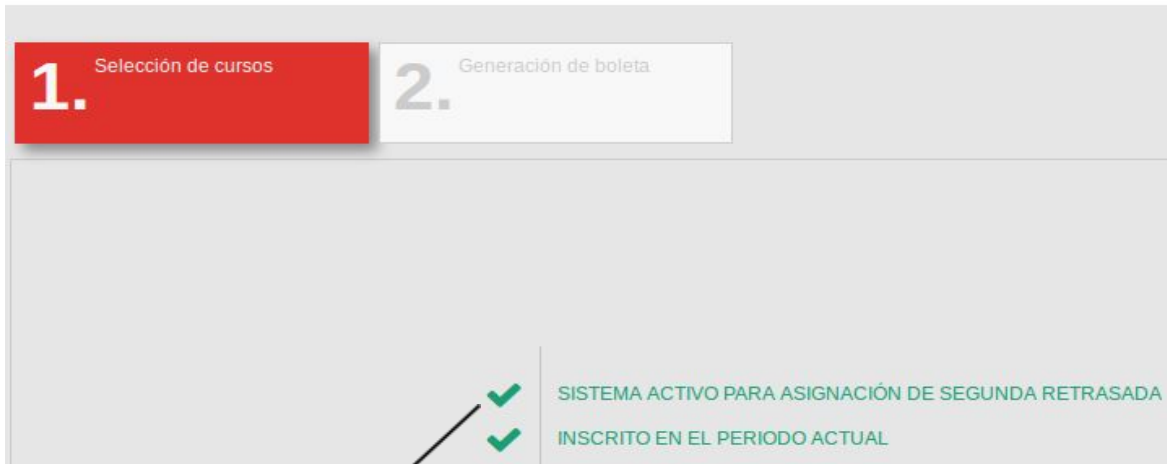 1. Selección de cursos
2. Generación de boleta
SISTEMA ACTIVO PARA ASIGNACIÓN DE SEGUNDA RETRASADA
INSCRITO EN EL PERIODO ACTUAL